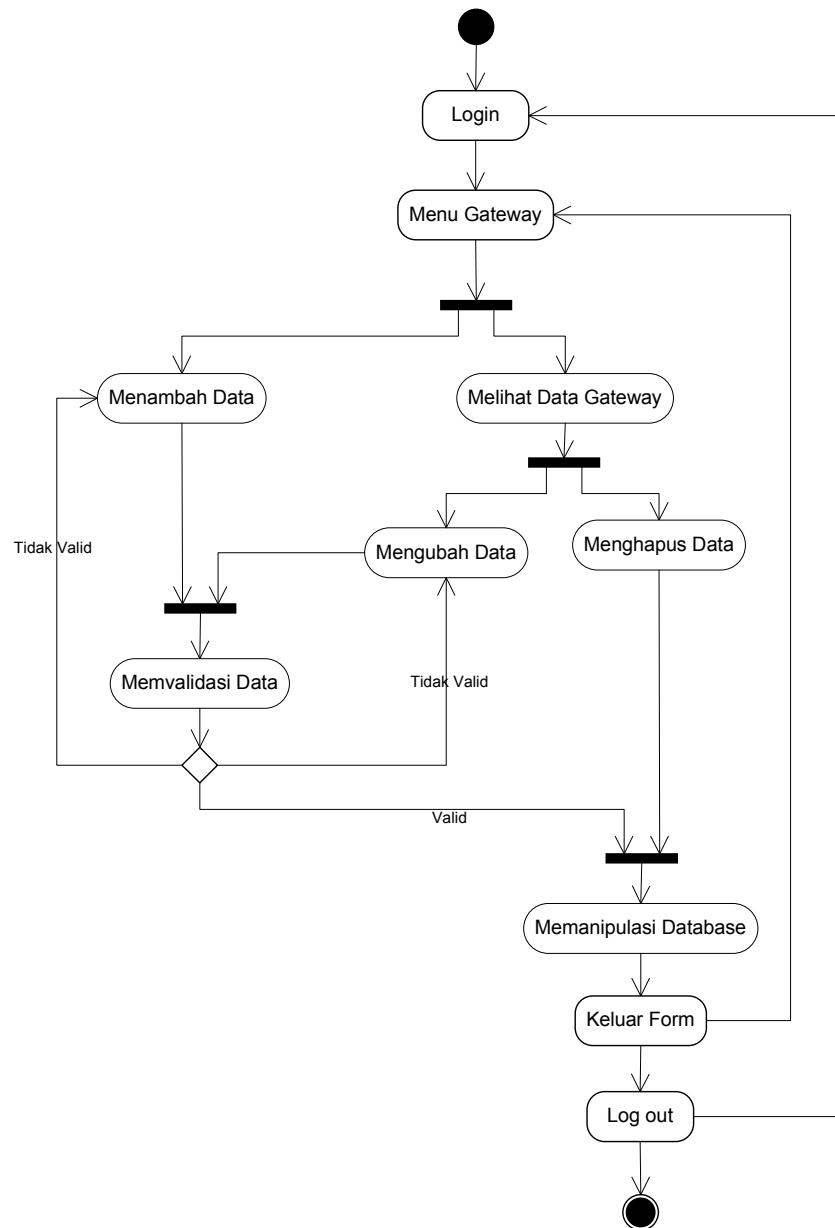 Login
Menu Gateway
Menambah Data
Melihat Data Gateway
Mengubah Data
Menghapus Data
Tidak Valid
Memvalidasi Data
Tidak Valid
Valid
Memanipulasi Database
Keluar Form
Log out